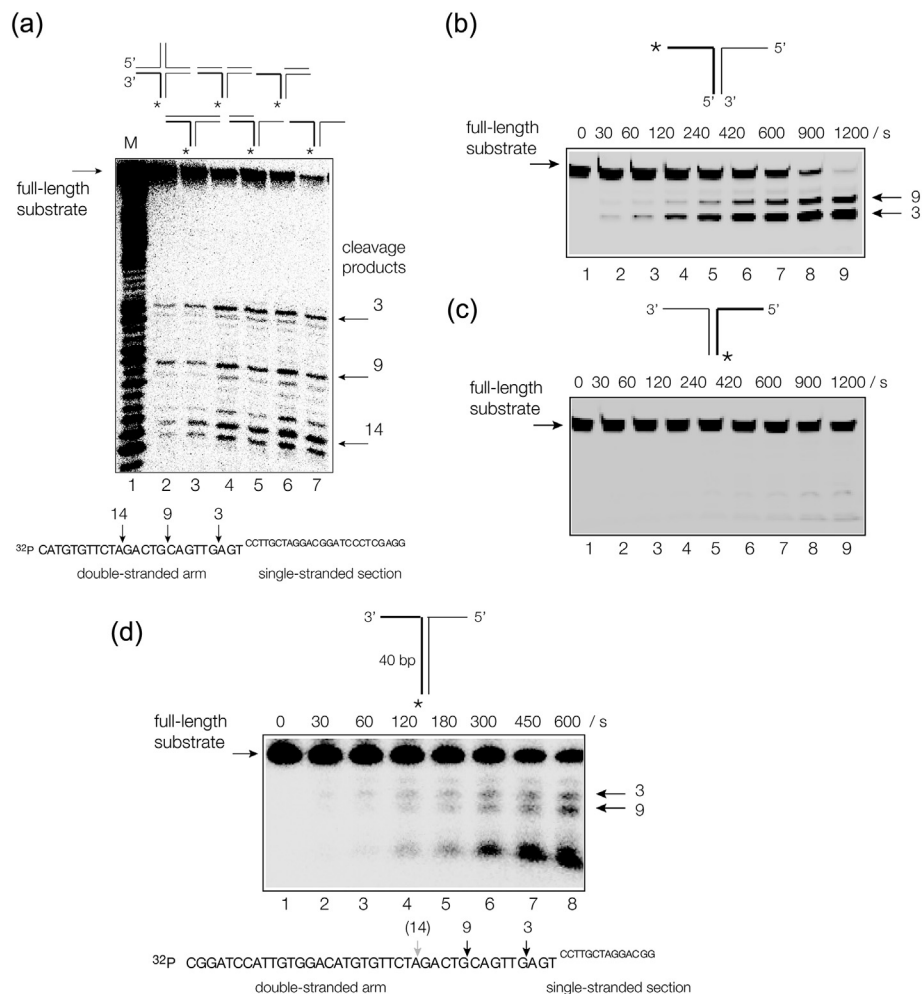 (a)
5'
3'
*
*
*
*
*
*
M
full-length
substrate
cleavage
products
3
9
14
1 2 3 4 5 6 7
14 9 3
32P CATGTGTTCTAGACTGCAGTTGAGT CCTTGCTAGGACGGATCCCTCGAGG
double-stranded arm single-stranded section
(b)
* 5'
5' 3'
full-length
substrate
0 30 60 120 240 420 600 900 1200 / s
9
3
1 2 3 4 5 6 7 8 9
(c)
3' 5'
*
full-length
substrate
0 30 60 120 240 420 600 900 1200 / s
1 2 3 4 5 6 7 8 9
(d)
3' 5'
40 bp
*
full-length
substrate
0 30 60 120 180 300 450 600 / s
3
9
1 2 3 4 5 6 7 8
(14) 9 3
32P CGGATCCATTGTGGACATGTGTTCTAGACTGCAGTTGAGT CCTTGCTAGGACGG
double-stranded arm single-stranded section